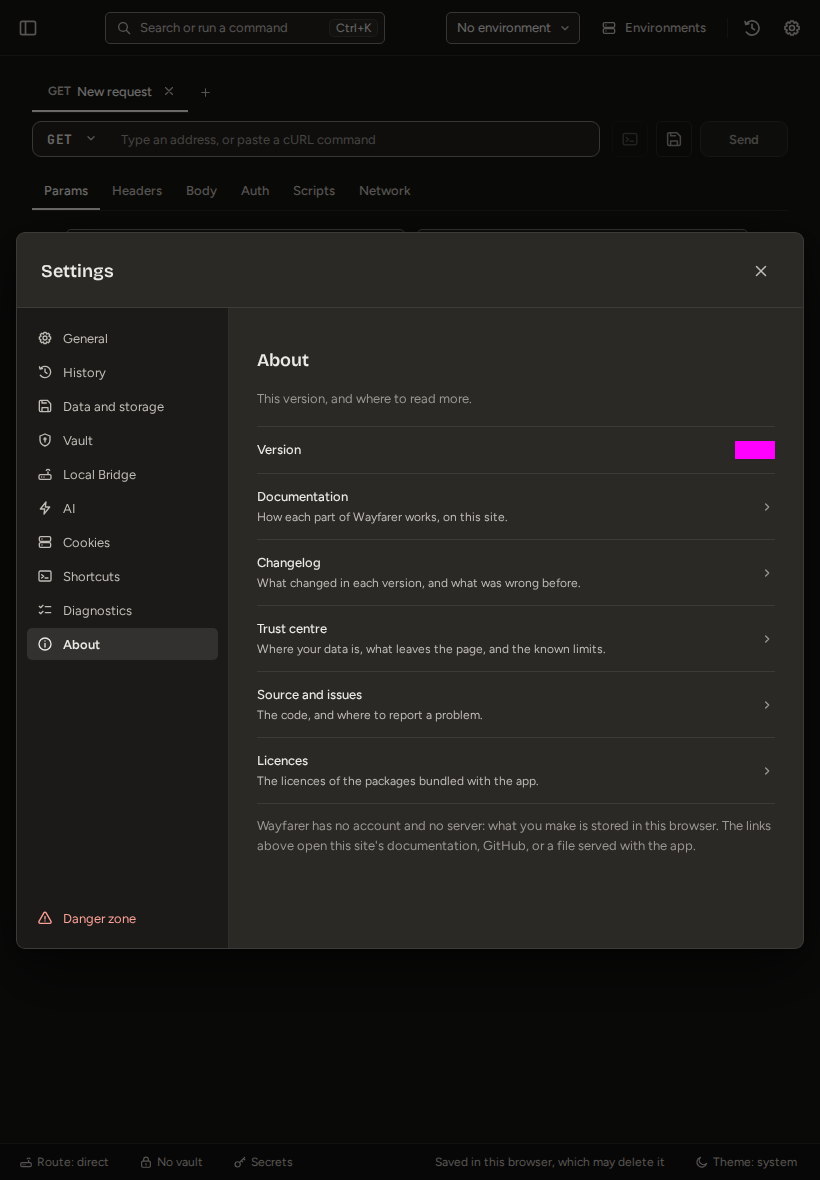 Search or run a command Ctrl+K No environment Environments
GET New request
GET Type an address, or paste a cURL command Send
Params Headers Body Auth Scripts Network
Settings
General
History
Data and storage
Vault
Local Bridge
AI
Cookies
Shortcuts
Diagnostics
About
Danger zone
About
This version, and where to read more.
Version
Documentation
How each part of Wayfarer works, on this site.
Changelog
What changed in each version, and what was wrong before.
Trust centre
Where your data is, what leaves the page, and the known limits.
Source and issues
The code, and where to report a problem.
Licences
The licences of the packages bundled with the app.
Wayfarer has no account and no server: what you make is stored in this browser. The links
above open this site's documentation, GitHub, or a file served with the app.
Route: direct No vault Secrets Saved in this browser, which may delete it Theme: system